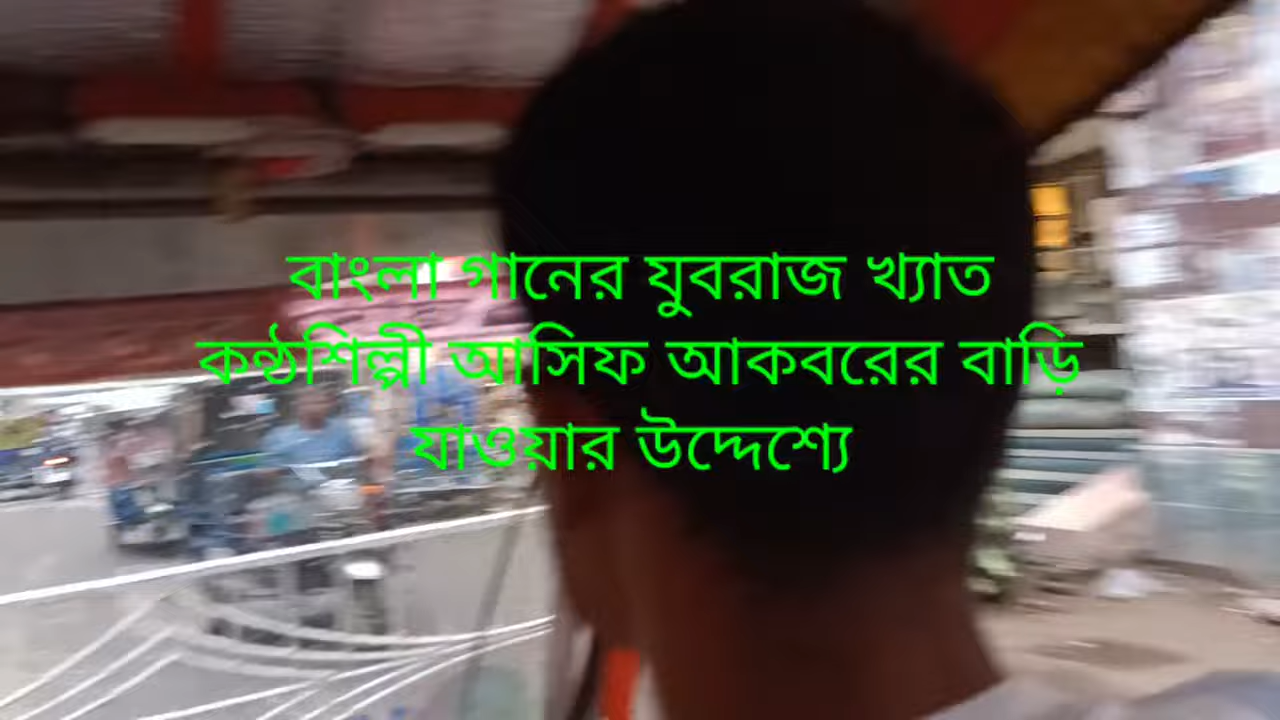 বাংলা গানের যুবরাজ খ্যাত
কন্ঠশিল্পী আসিফ আকবরের বাড়ি
যাওয়ার উদ্দেশ্যে